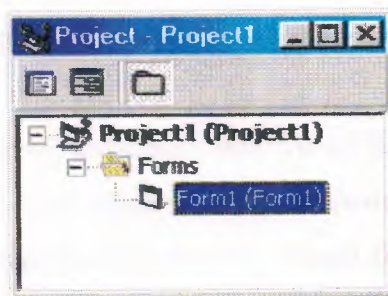 Project - Project1
Project1 (Project1)
Forms
Form1 (Form1)